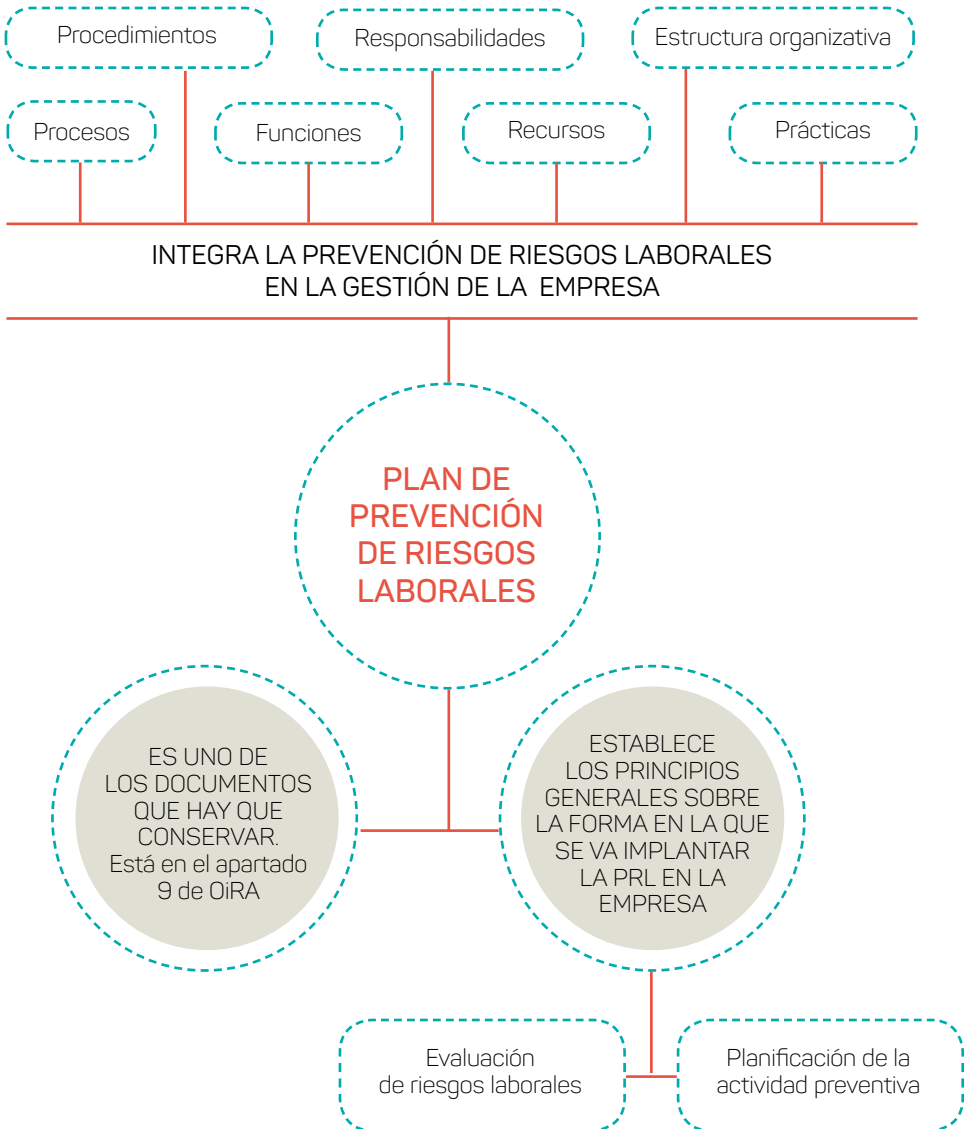 Procedimientos
Responsabilidades
Estructura organizativa
Procesos
Funciones
Recursos
Prácticas
INTEGRA LA PREVENCIÓN DE RIESGOS LABORALES
EN LA GESTIÓN DE LA EMPRESA
PLAN DE
PREVENCIÓN
DE RIESGOS
LABORALES
ES UNO DE
LOS DOCUMENTOS
QUE HAY QUE
CONSERVAR.
Está en el apartado
9 de OiRA
ESTABLECE
LOS PRINCIPIOS
GENERALES SOBRE
LA FORMA EN LA QUE
SE VA IMPLANTAR
LA PRL EN LA
EMPRESA
Evaluación
de riesgos laborales
Planificación de la
actividad preventiva